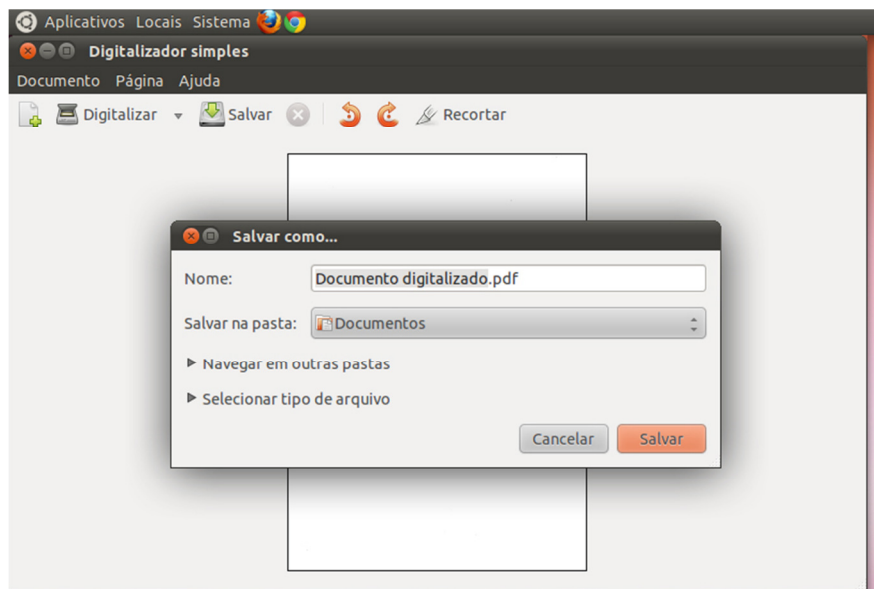 Aplicativos Locais Sistema
Digitalizador simples
Documento Página Ajuda
Digitalizar Salvar Recortar
Salvar como...
Nome: Documento digitalizado.pdf
Salvar na pasta: Documentos
Navegar em outras pastas
Selecionar tipo de arquivo
Cancelar Salvar